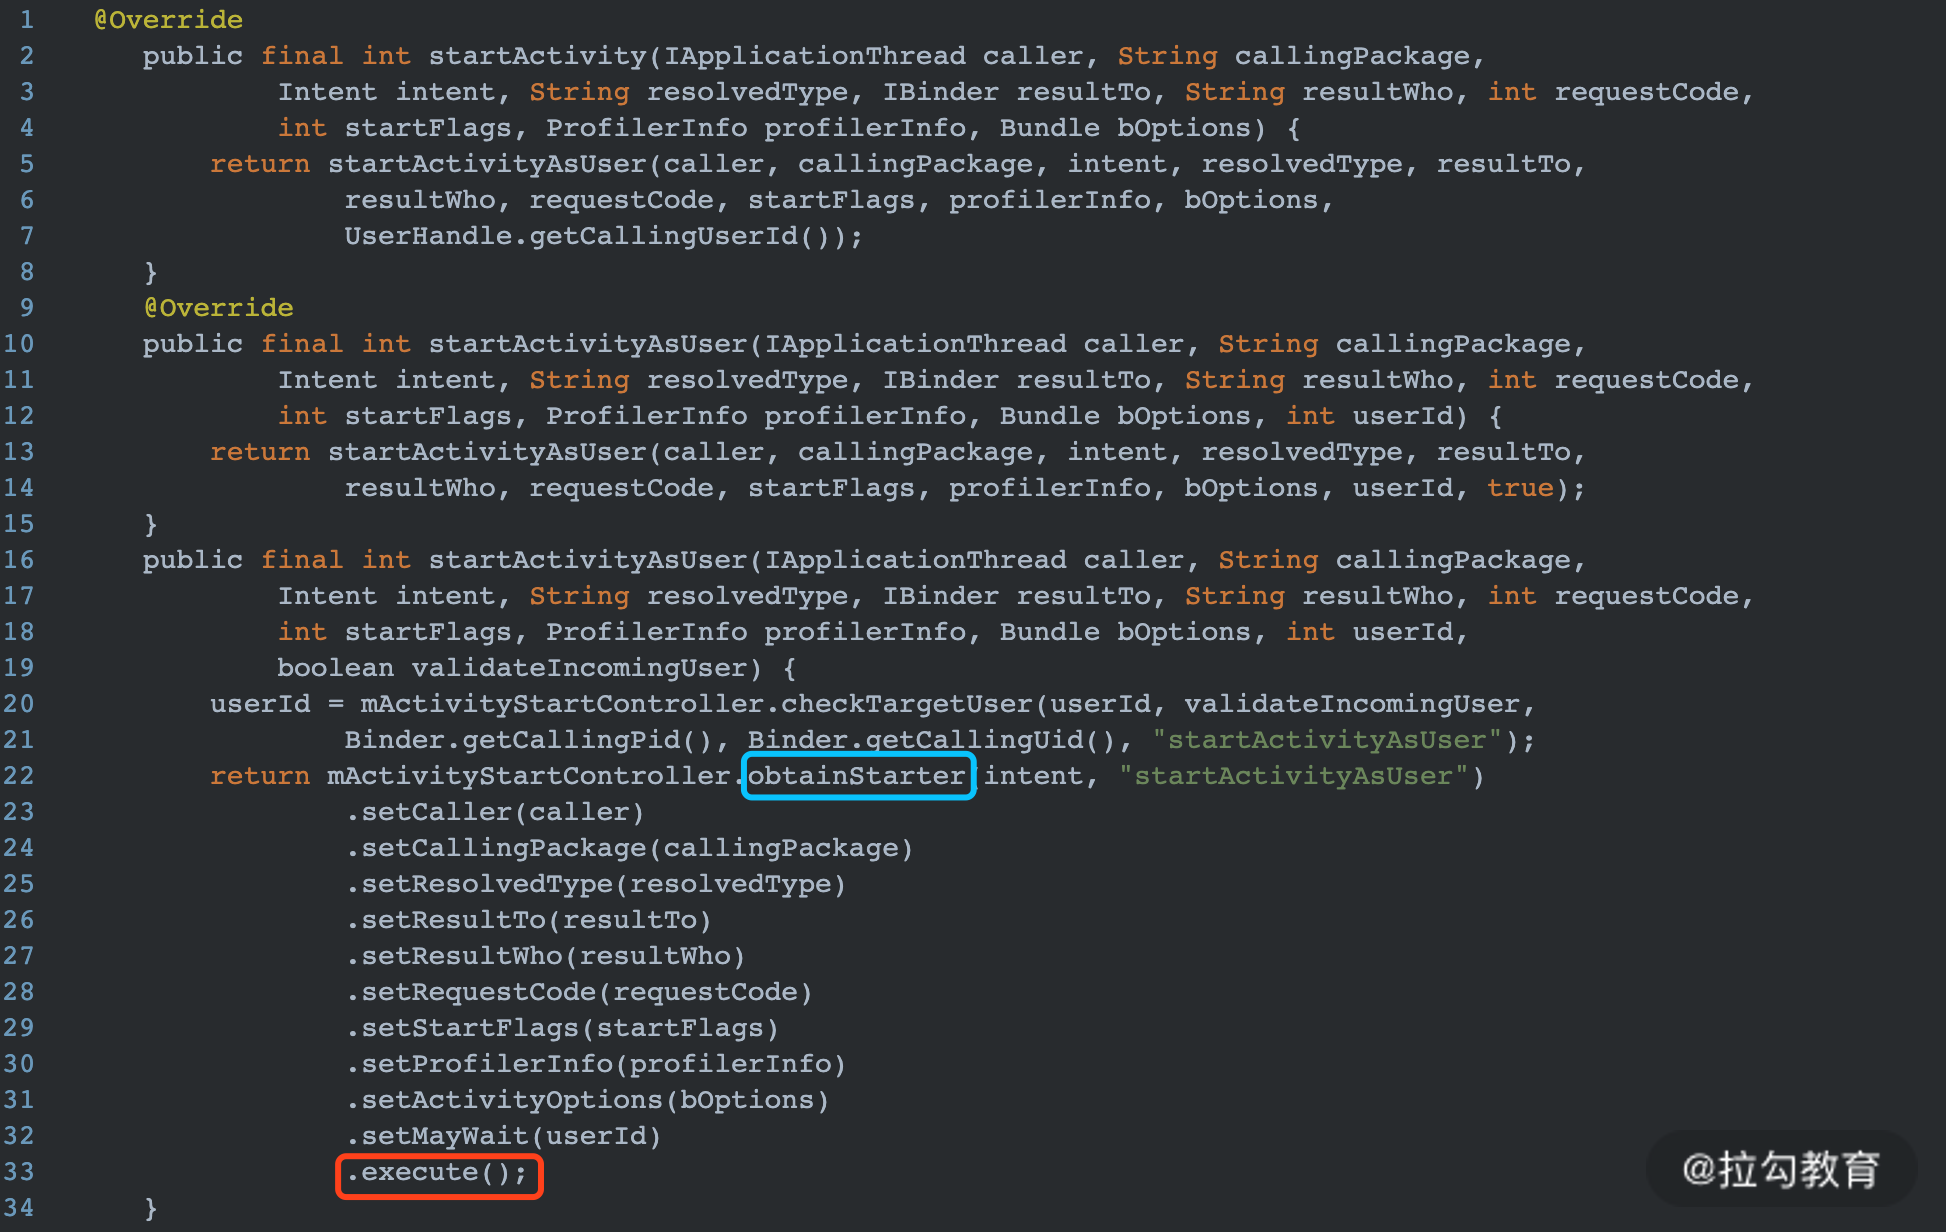 1 @Override
2 public final int startActivity(IApplicationThread caller, String callingPackage,
3 Intent intent, String resolvedType, IBinder resultTo, String resultWho, int requestCode,
4 int startFlags, ProfilerInfo profilerInfo, Bundle bOptions) {
5 return startActivityAsUser(caller, callingPackage, intent, resolvedType, resultTo,
6 resultWho, requestCode, startFlags, profilerInfo, bOptions,
7 UserHandle.getCallingUserId());
8 }
9 @Override
10 public final int startActivityAsUser(IApplicationThread caller, String callingPackage,
11 Intent intent, String resolvedType, IBinder resultTo, String resultWho, int requestCode,
12 int startFlags, ProfilerInfo profilerInfo, Bundle bOptions, int userId) {
13 return startActivityAsUser(caller, callingPackage, intent, resolvedType, resultTo,
14 resultWho, requestCode, startFlags, profilerInfo, bOptions, userId, true);
15 }
16 public final int startActivityAsUser(IApplicationThread caller, String callingPackage,
17 Intent intent, String resolvedType, IBinder resultTo, String resultWho, int requestCode,
18 int startFlags, ProfilerInfo profilerInfo, Bundle bOptions, int userId,
19 boolean validateIncomingUser) {
20 userId = mActivityStartController.checkTargetUser(userId, validateIncomingUser,
21 Binder.getCallingPid(), Binder.getCallingUid(), "startActivityAsUser");
22 return mActivityStartController.obtainStarter intent, "startActivityAsUser")
23 .setCaller(caller)
24 .setCallingPackage(callingPackage)
25 .setResolvedType(resolvedType)
26 .setResultTo(resultTo)
27 .setResultWho(resultWho)
28 .setRequestCode(requestCode)
29 .setStartFlags(startFlags)
30 .setProfilerInfo(profilerInfo)
31 .setActivityOptions(bOptions)
32 .setMayWait(userId)
33 .execute();
34 }
@拉勾教育